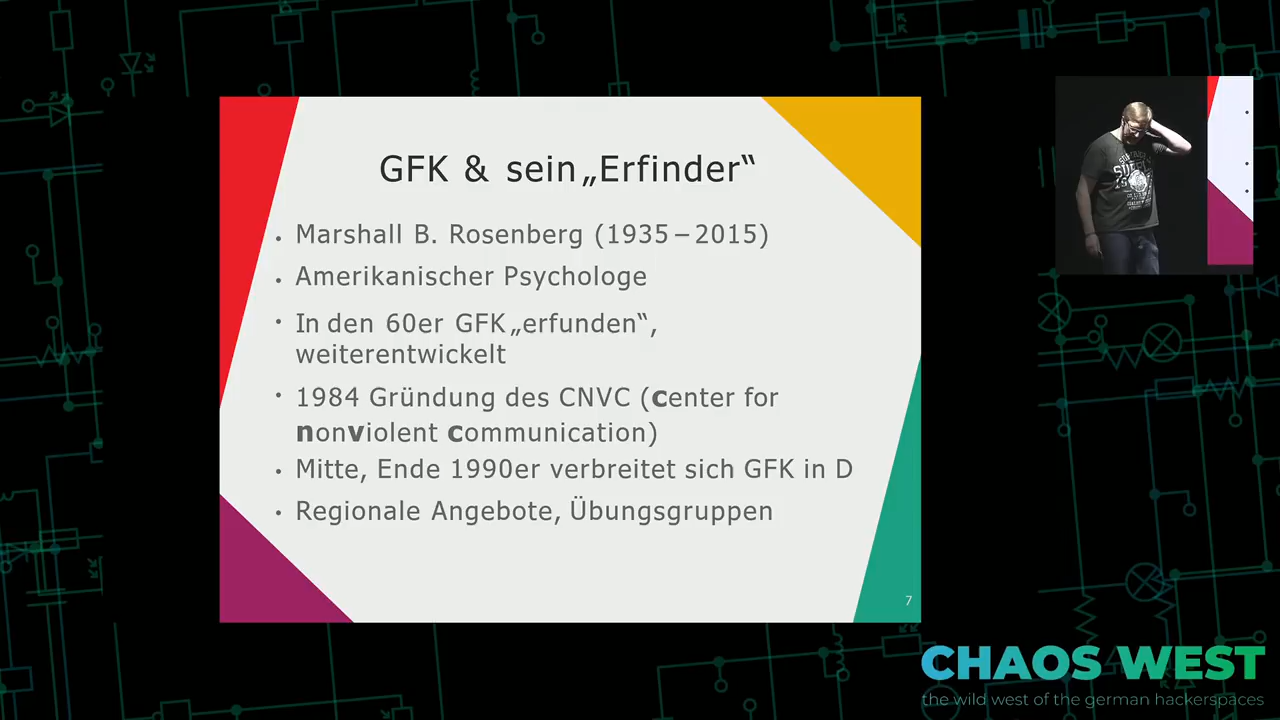 GFK & sein „Erfinder“
• Marshall B. Rosenberg (1935–2015)
• Amerikanischer Psychologe
• In den 60er GFK „erfunden“,
weiterentwickelt
• 1984 Gründung des CNVC (center for
nonviolent communication)
• Mitte, Ende 1990er verbreitet sich GFK in D
• Regionale Angebote, Übungsgruppen
7
CHAOS WEST
the wild west of the german hackerspaces